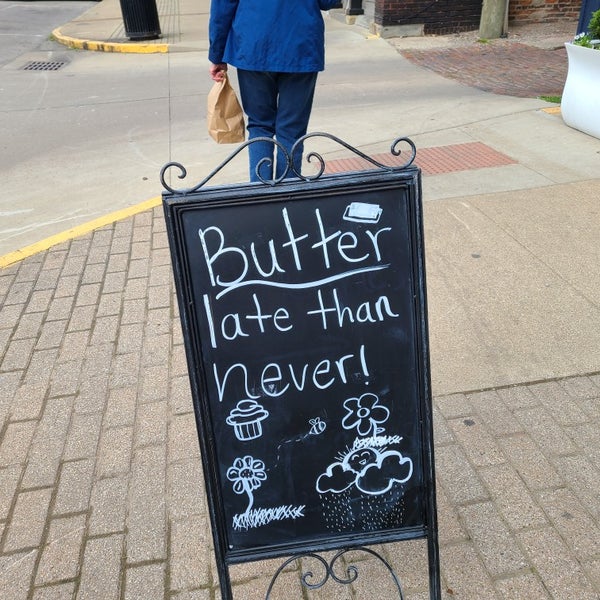 Butter
late than
never!